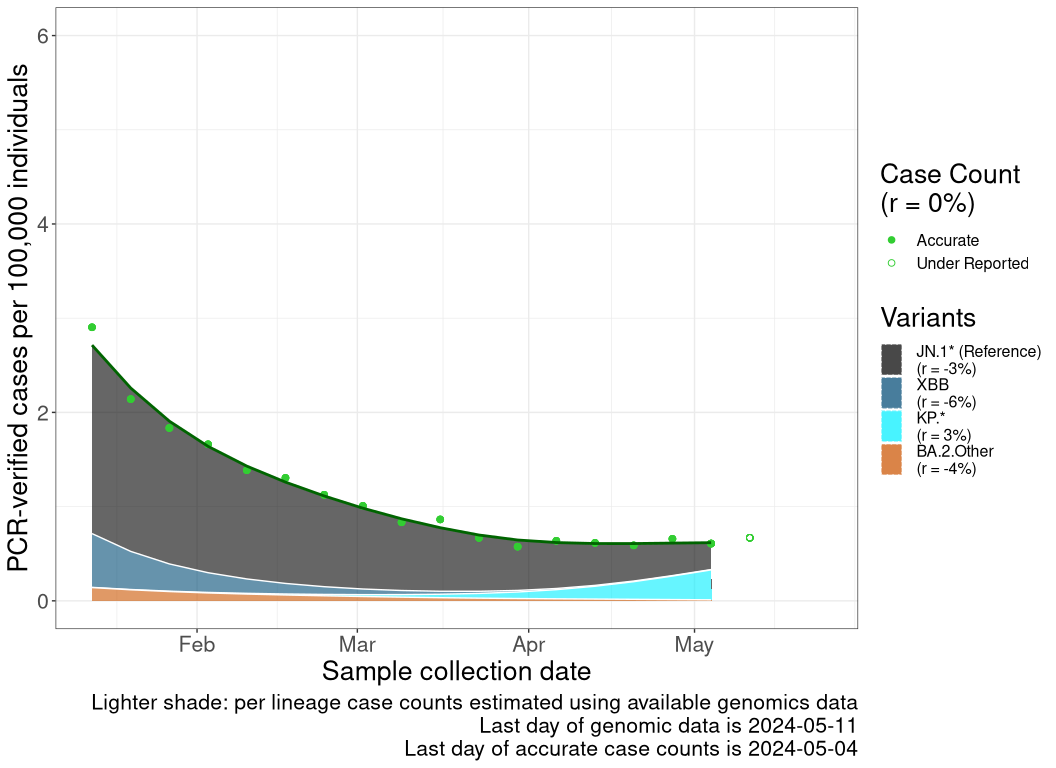 PCR-verified cases per 100,000 individuals
6
4
2
0
Feb
Mar
Apr
May
Sample collection date
Lighter shade: per lineage case counts estimated using available genomics data
Last day of genomic data is 2024-05-11
Last day of accurate case counts is 2024-05-04
Case Count
(r = 0%)
Accurate
Under Reported
Variants
JN.1* (Reference)
(r = -3%)
XBB
(r = -6%)
KP.*
(r = 3%)
BA.2.Other
(r = -4%)